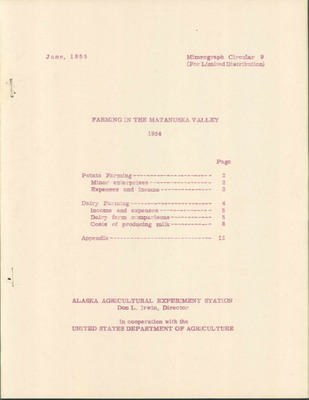 June, 1955 Mimeograph Circular 9
(For Limited Distribution)
FARMING IN THE MATANUSKA VALLEY
1954
Page
Potato Farming -------------------- 2
Minor enterprises ---------------- 3
Expenses and income ------------- 3
Dairy Farming --------------------- 4
Income and expenses ------------- 5
Dairy farm comparisons ----------- 5
Costs of producing milk ---------- 8
Appendix -------------------------- 12
ALASKA AGRICULTURAL EXPERIMENT STATION
Don L. Irwin, Director
in cooperation with the
UNITED STATES DEPARTMENT OF AGRICULTURE